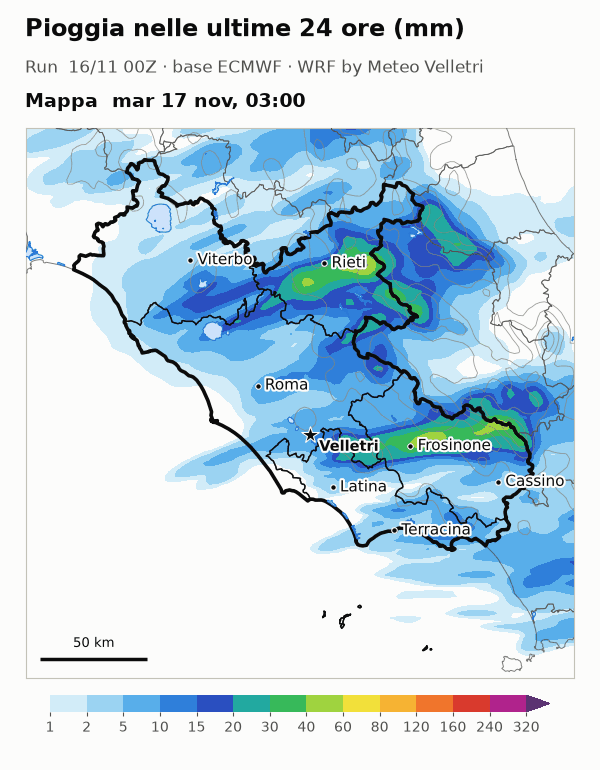 Pioggia nelle ultime 24 ore (mm)
Run  16/11 00Z · base ECMWF · WRF by Meteo Velletri
Mappa  mar 17 nov, 03:00
Viterbo
Rieti
Roma
Velletri
Frosinone
Latina
Cassino
Terracina
50 km
1 2 5 10 15 20 30 40 60 80 120 160 240 320